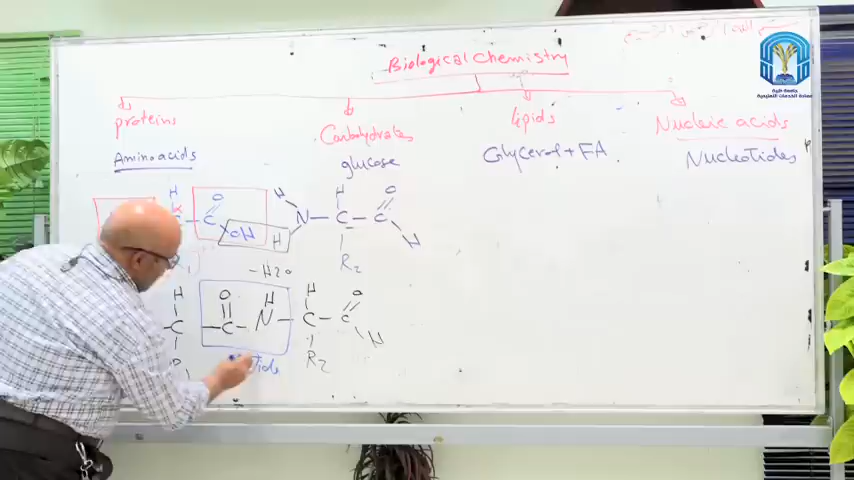 Biological Chemistry
proteins
Carbohydrates
lipids
Nucleic acids
Amino acids
glucose
Glycerol + FA
NucleoTides
H
O
H
H
O
C
C
OH
H
N
C
C
H
R2
-H2O
H
O
H
H
O
C
C
N
C
C
H
R2